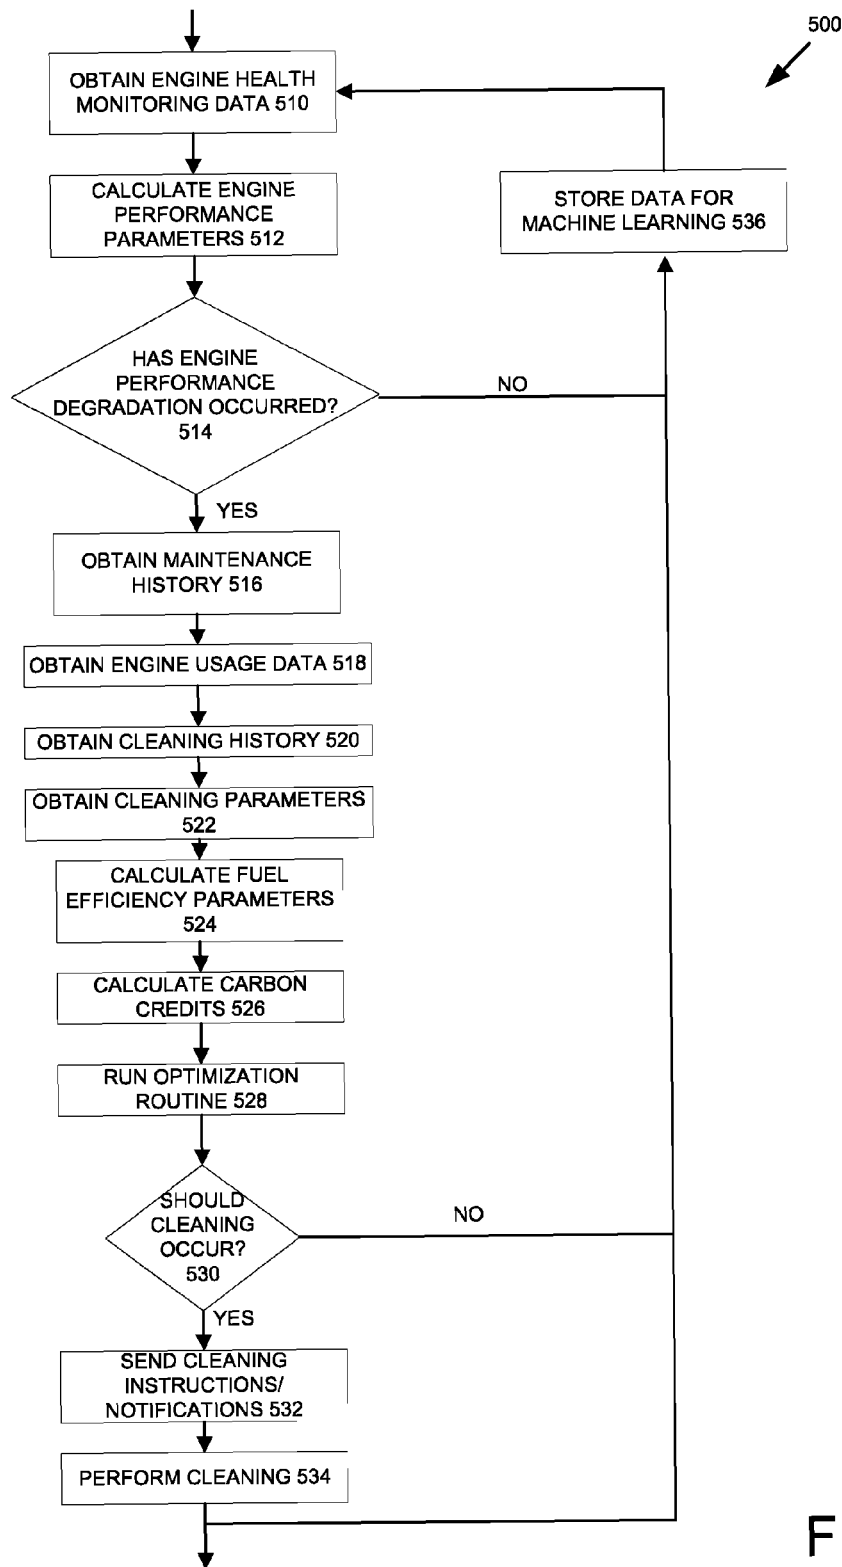 500
OBTAIN ENGINE HEALTH
MONITORING DATA 510
CALCULATE ENGINE
PERFORMANCE
PARAMETERS 512
STORE DATA FOR
MACHINE LEARNING 536
HAS ENGINE
PERFORMANCE
DEGRADATION OCCURRED?
514
NO
YES
OBTAIN MAINTENANCE
HISTORY 516
OBTAIN ENGINE USAGE DATA 518
OBTAIN CLEANING HISTORY 520
OBTAIN CLEANING PARAMETERS
522
CALCULATE FUEL
EFFICIENCY PARAMETERS
524
CALCULATE CARBON
CREDITS 526
RUN OPTIMIZATION
ROUTINE 528
SHOULD
CLEANING
OCCUR?
530
NO
YES
SEND CLEANING
INSTRUCTIONS/
NOTIFICATIONS 532
PERFORM CLEANING 534
F